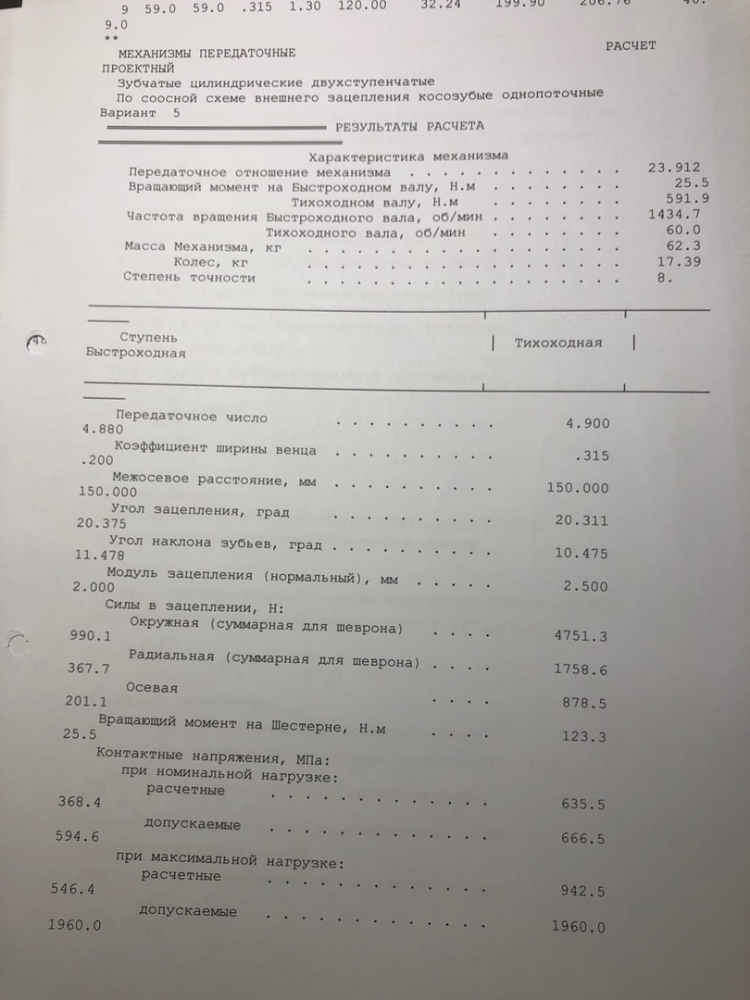 9 59.0 59.0 .315 1.30 120.00 32.24 199.90 206.76
9.0
**
МЕХАНИЗМЫ ПЕРЕДАТОЧНЫЕ РАСЧЕТ
ПРОЕКТНЫЙ
Зубчатые цилиндрические двухступенчатые
По соосной схеме внешнего зацепления косозубые однопоточные
Вариант 5
РЕЗУЛЬТАТЫ РАСЧЕТА
Характеристика механизма
Передаточное отношение механизма . . . . . . . . . . . . 23.912
Вращающий момент на Быстроходном валу, Н.м . . . . . . . 25.5
Тихоходном валу, Н.м . . . . . . . 591.9
Частота вращения Быстроходного вала, об/мин . . . . . . . 1434.7
Тихоходного вала, об/мин . . . . . . . 60.0
Масса Механизма, кг . . . . . . . . . . . . . . . . . 62.3
Колес, кг . . . . . . . . . . . . . . . . . 17.39
Степень точности . . . . . . . . . . . . . . . . . 8.
Ступень | Тихоходная |
Быстроходная
Передаточное число . . . . . . . . . . 4.900
4.880
Коэффициент ширины венца . . . . . . . . . . .315
.200
Межосевое расстояние, мм . . . . . . . . . . 150.000
150.000
Угол зацепления, град . . . . . . . . . . 20.311
20.375
Угол наклона зубьев, град . . . . . . . . . . 10.475
11.478
Модуль зацепления (нормальный), мм . . . . . 2.500
2.000
Силы в зацеплении, Н:
Окружная (суммарная для шеврона) . . . . 4751.3
990.1
Радиальная (суммарная для шеврона) . . . . 1758.6
367.7
Осевая . . . . 878.5
201.1
Вращающий момент на Шестерне, Н.м . . . . 123.3
25.5
Контактные напряжения, МПа:
при номинальной нагрузке:
расчетные . . . . . . . . . . . . 635.5
368.4
допускаемые . . . . . . . . . . . . 666.5
594.6
при максимальной нагрузке:
расчетные . . . . . . . . . . . . 942.5
546.4
допускаемые . . . . . . . . . . . . 1960.0
1960.0